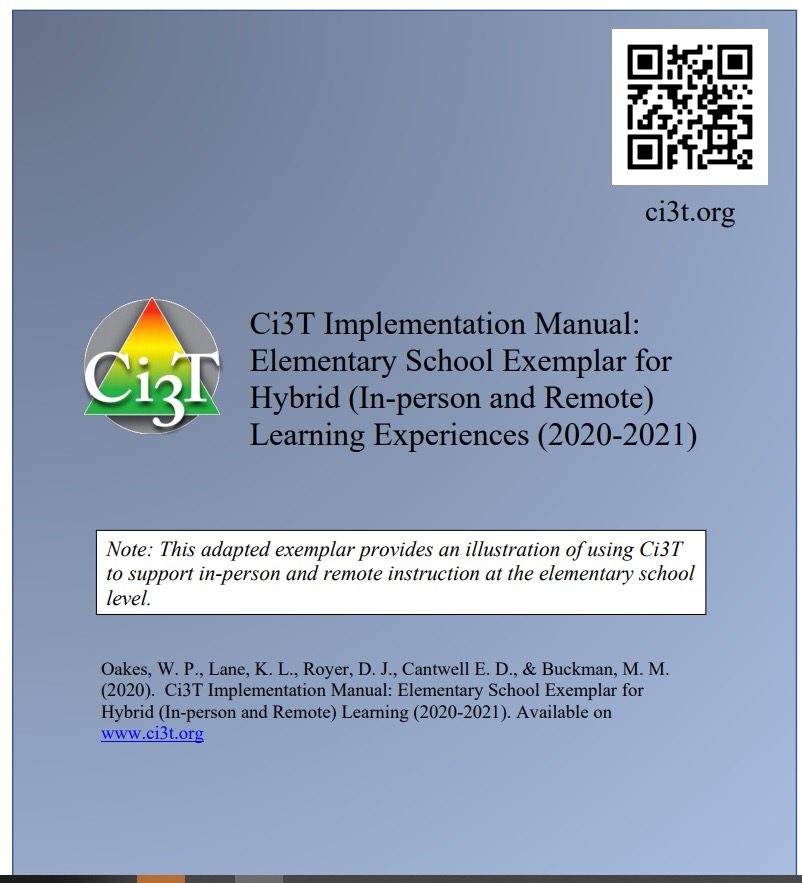 ci3t.org
Ci3T
Ci3T Implementation Manual:
Elementary School Exemplar for
Hybrid (In-person and Remote)
Learning Experiences (2020-2021)
Note: This adapted exemplar provides an illustration of using Ci3T
to support in-person and remote instruction at the elementary school
level.
Oakes, W. P., Lane, K. L., Royer, D. J., Cantwell E. D., & Buckman, M. M.
(2020).  Ci3T Implementation Manual: Elementary School Exemplar for
Hybrid (In-person and Remote) Learning (2020-2021). Available on
www.ci3t.org